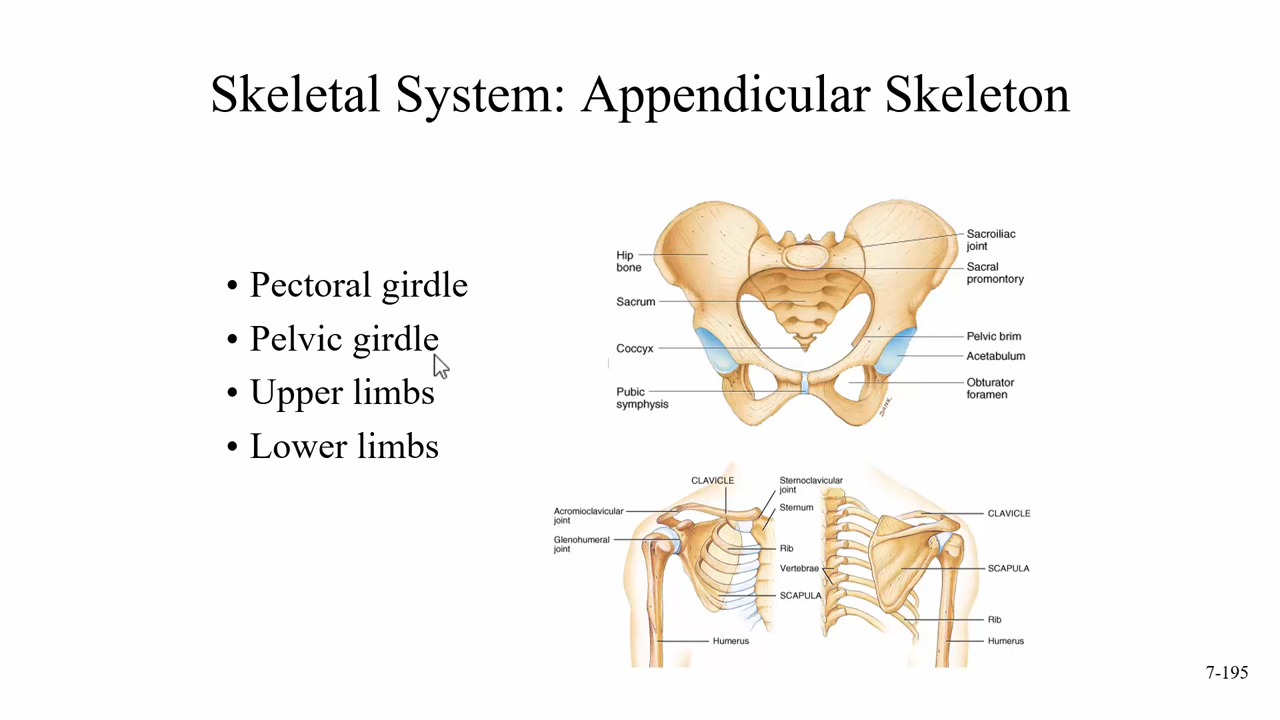 Skeletal System: Appendicular Skeleton
• Pectoral girdle
• Pelvic girdle
• Upper limbs
• Lower limbs
Hip
bone
Sacrum
Coccyx
Pubic
symphysis
Sacroiliac
joint
Sacral
promontory
Pelvic brim
Acetabulum
Obturator
foramen
CLAVICLE
Acromioclavicular
joint
Glenohumeral
joint
Sternoclavicular
joint
Sternum
Rib
Vertebrae
SCAPULA
Humerus
CLAVICLE
SCAPULA
Rib
Humerus
7-195